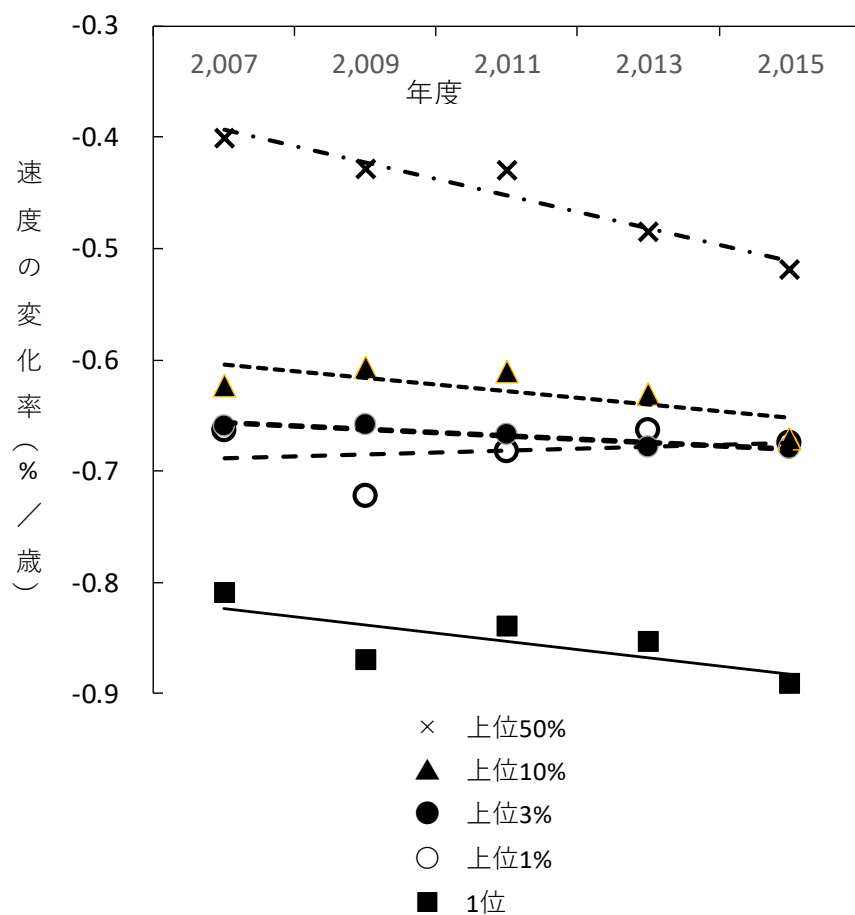 -0.3
2,007 2,009 2,011 2,013 2,015
年度
-0.4
-0.5
-0.6
-0.7
-0.8
-0.9
速度の変化率(%/歳)
上位50%
上位10%
上位3%
上位1%
1位